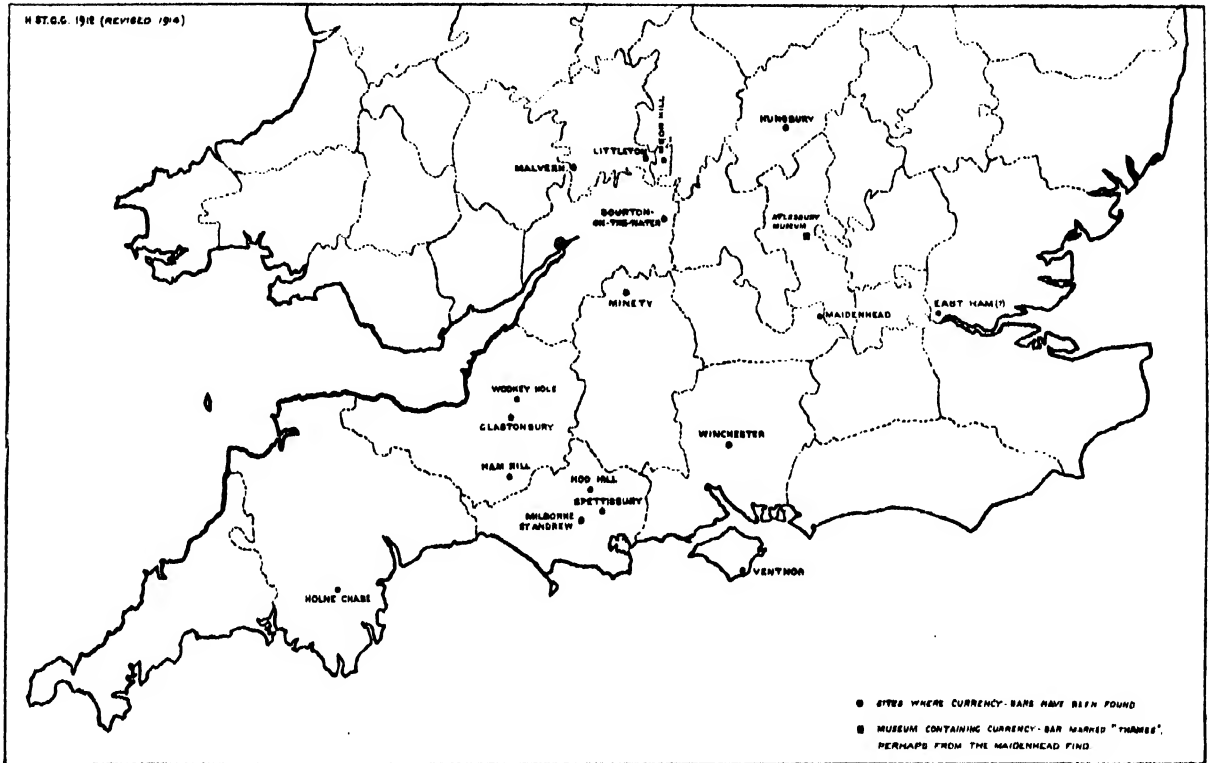 H ST.G.G. 1912 (REVISED 1914)
HUNSBURY
LITTLETON
HILL
MALVERN
BOURTON-
ON-THE-WATER
AYLESBURY
MUSEUM
MINETY
MAIDENHEAD
EAST HAM (?)
WOOKEY HOLE
GLASTONBURY
WINCHESTER
HAM HILL
HOD HILL
SPETTISBURY
MILBORNE
ST ANDREW
VENTNOR
HOLNE CHASE
SITES WHERE CURRENCY-BARS HAVE BEEN FOUND
MUSEUM CONTAINING CURRENCY-BAR MARKED "THAMES",
PERHAPS FROM THE MAIDENHEAD FIND.